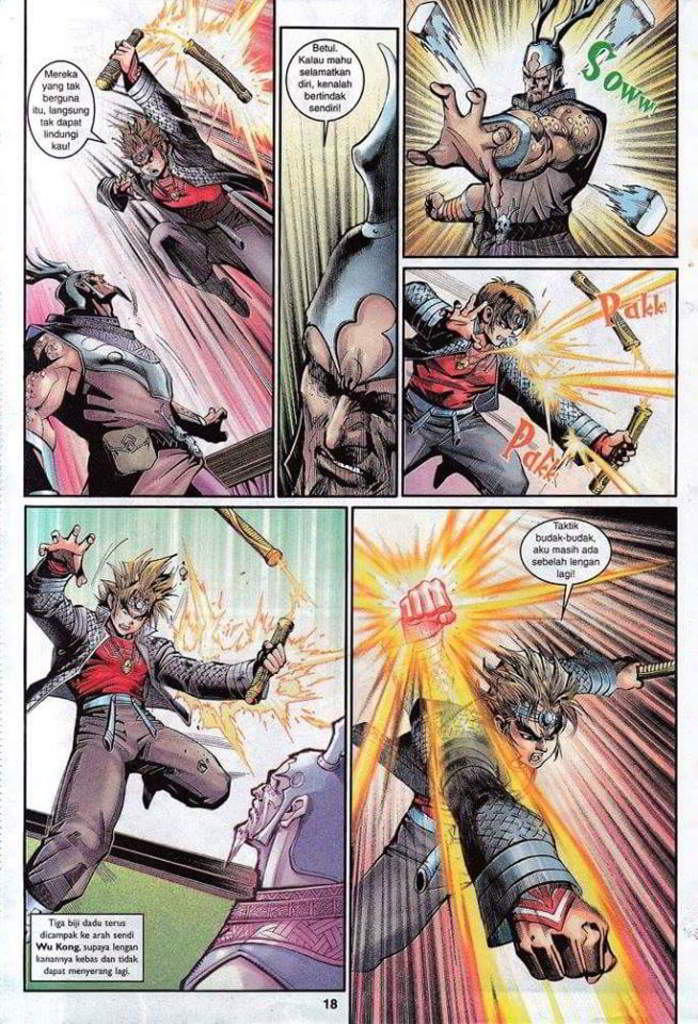 Mereka
yang tak
berguna
itu, langsung
tak dapat
lindungi
kau!
Betul.
Kalau mahu
selamatkan
diri, kenalah
bertindak
sendiri!
Soww!
Pakk
Pakk
Tiga biji dadu terus
dicampak ke arah sendi
Wu Kong, supaya lengan
kanannya kebas dan tidak
dapat menyerang lagi.
Taktik
budak-budak,
aku masih ada
sebelah lengan
lagi!
18